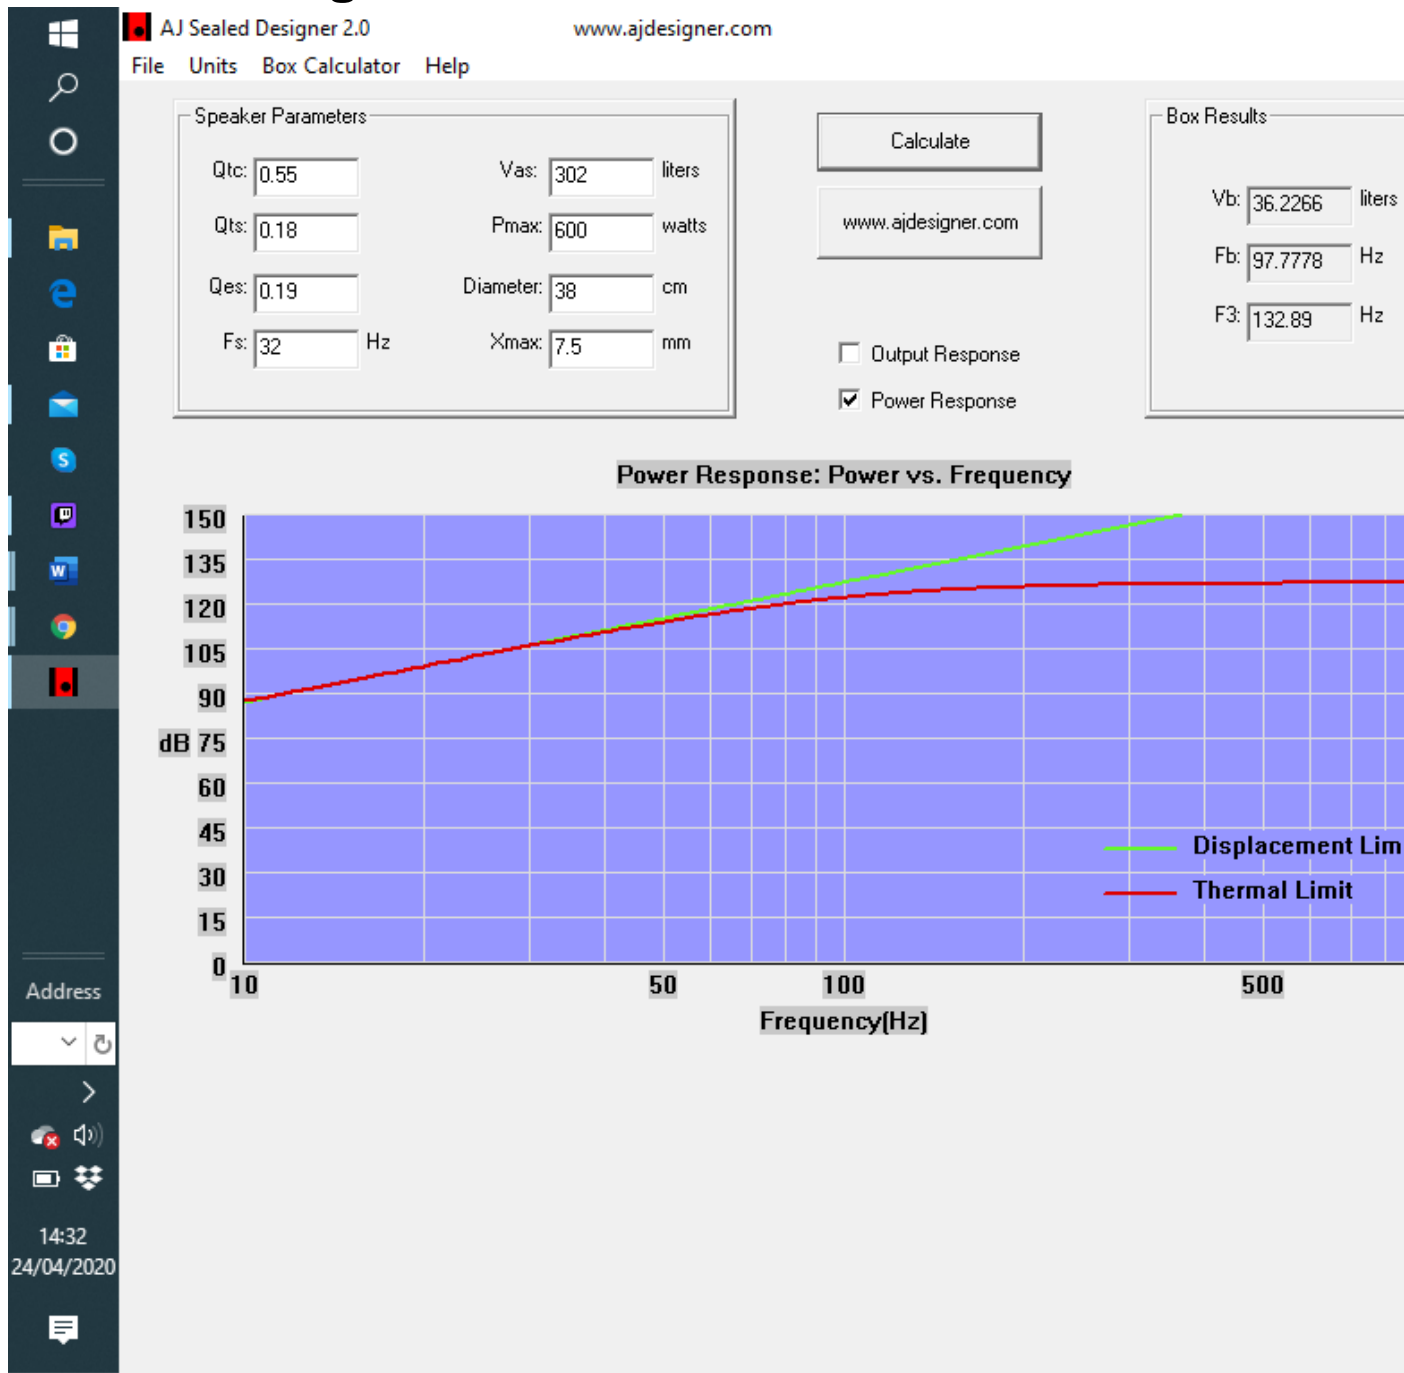 AJ Sealed Designer 2.0
www.ajdesigner.com
File Units Box Calculator Help
Speaker Parameters
Qtc: 0.55
Vas: 302 liters
Qts: 0.18
Pmax: 600 watts
Qes: 0.19
Diameter: 38 cm
Fs: 32 Hz
Xmax: 7.5 mm
Calculate
www.ajdesigner.com
Output Response
Power Response
Box Results
Vb: 36.2266 liters
Fb: 97.7778 Hz
F3: 132.89 Hz
Power Response: Power vs. Frequency
150
135
120
105
90
dB 75
60
45
30
15
0
10 50 100 500
Frequency(Hz)
Displacement Lim
Thermal Limit
Address
14:32
24/04/2020